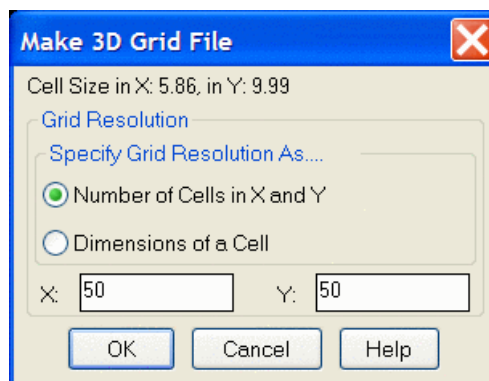 Make 3D Grid File
Cell Size in X: 5.86, in Y: 9.99
Grid Resolution
Specify Grid Resolution As....
Number of Cells in X and Y
Dimensions of a Cell
X: 50 Y: 50
OK Cancel Help